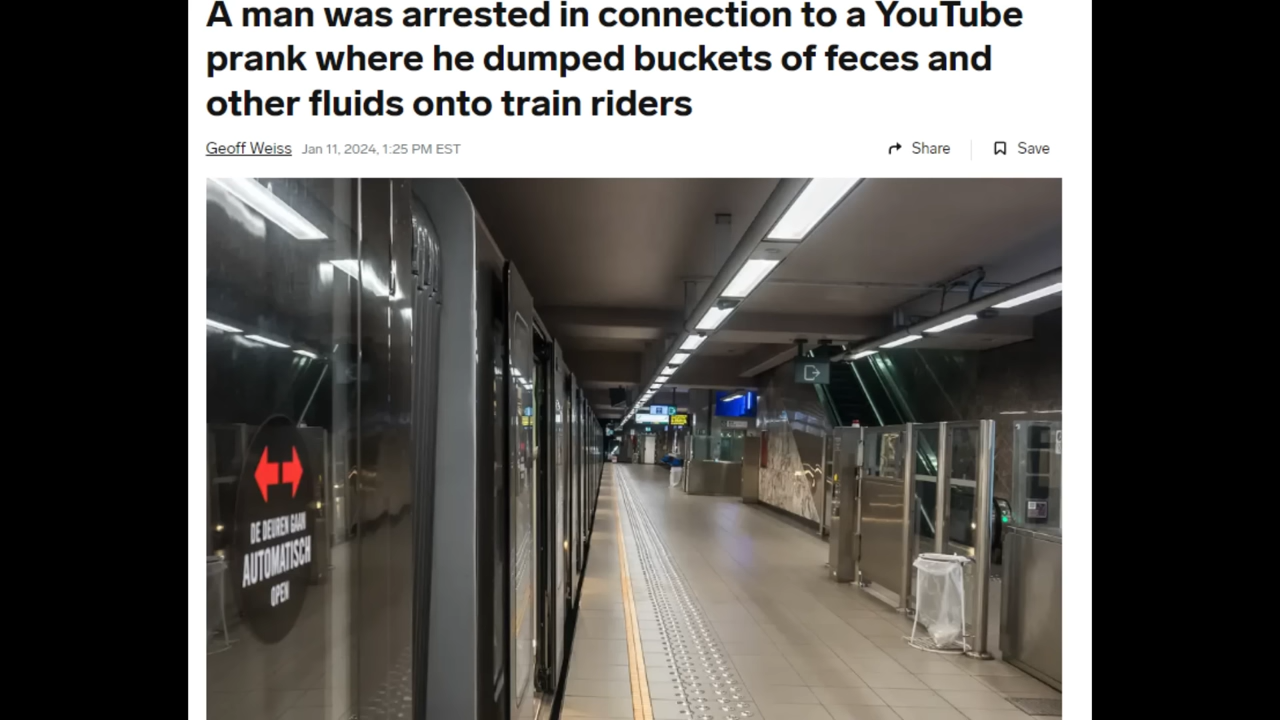 A man was arrested in connection to a YouTube
prank where he dumped buckets of feces and
other fluids onto train riders
Geoff Weiss Jan 11, 2024, 1:25 PM EST
Share
Save
DE DEUREN GAAN
AUTOMATISCH
OPEN